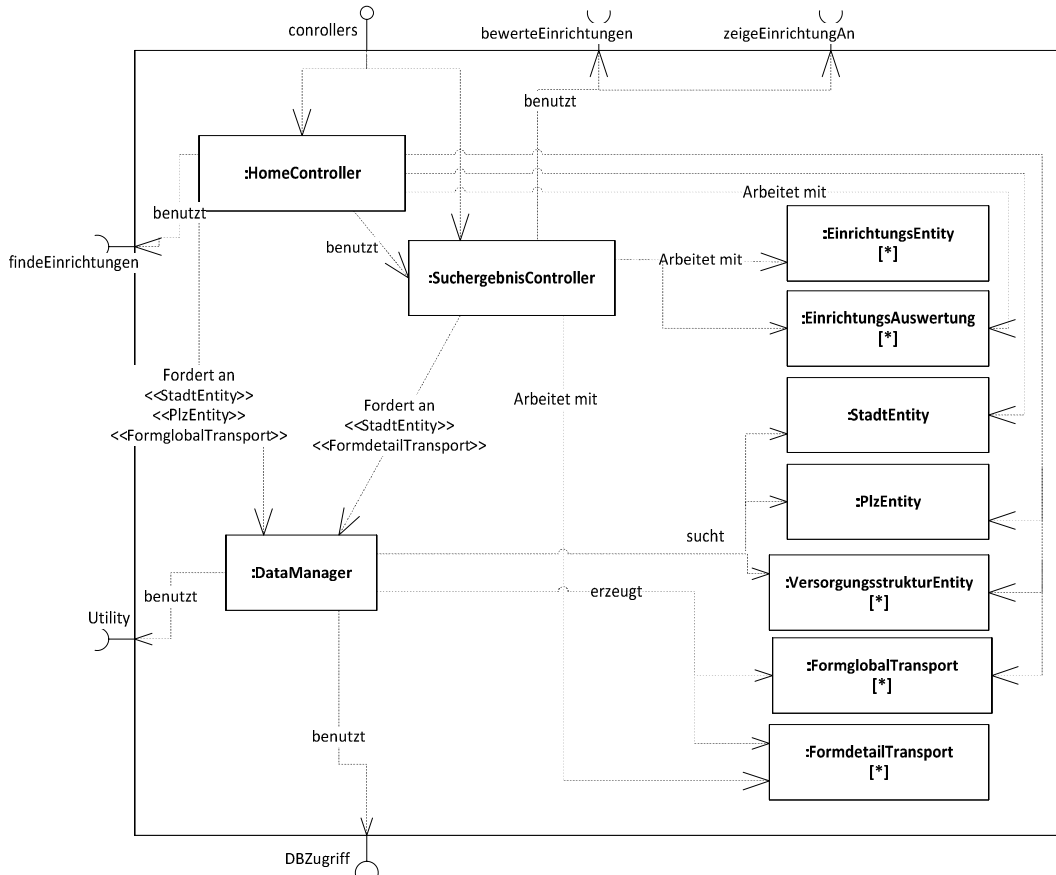 conrollers
bewerteEinrichtungen
zeigeEinrichtungAn
benutzt
:HomeController
Arbeitet mit
benutzt
findeEinrichtungen
benutzt
:SuchergebnisController
Arbeitet mit
:EinrichtungsEntity
[*]
:EinrichtungsAuswertung
[*]
Fordert an
<<StadtEntity>>
<<PlzEntity>>
<<FormglobalTransport>>
Fordert an
<<StadtEntity>>
<<FormdetailTransport>>
Arbeitet mit
:StadtEntity
:PlzEntity
sucht
:DataManager
:VersorgungsstrukturEntity
[*]
benutzt
erzeugt
Utility
:FormglobalTransport
[*]
benutzt
:FormdetailTransport
[*]
DBZugriff